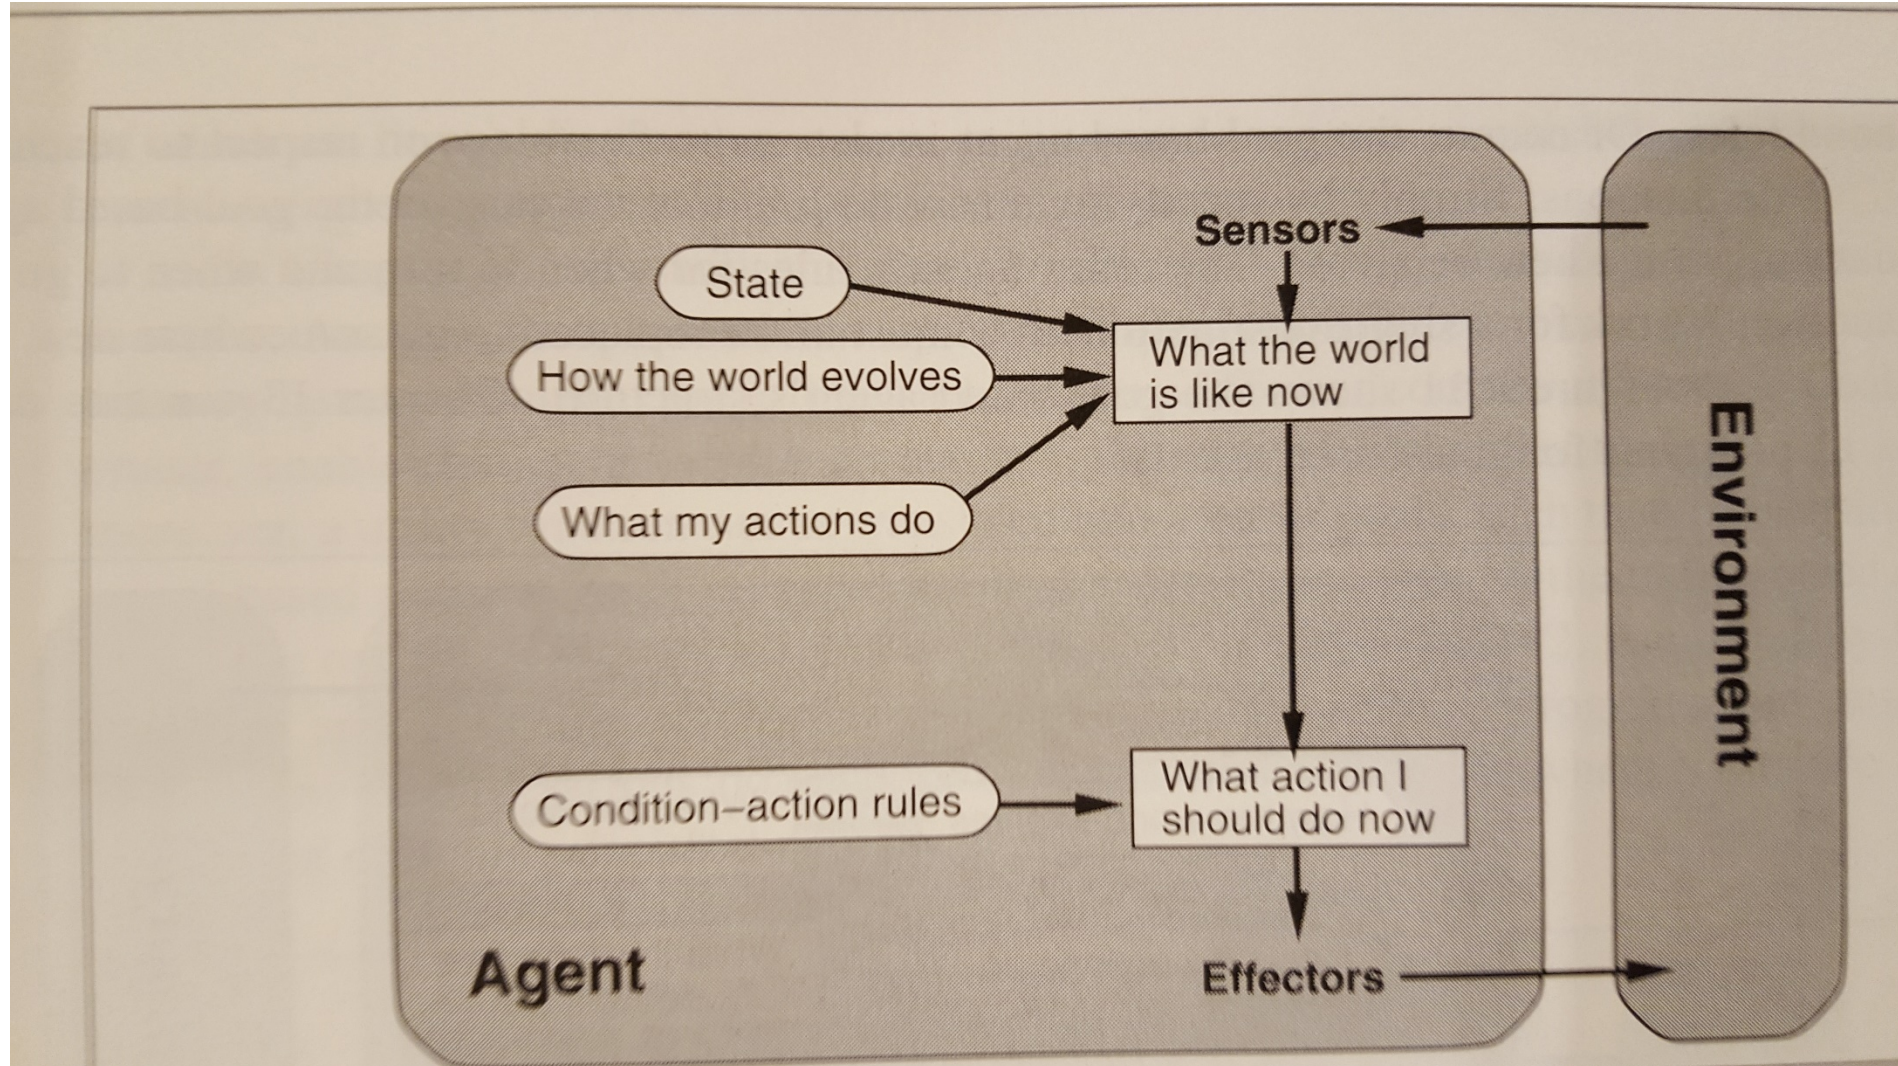 Sensors
State
What the world
is like now
How the world evolves
What my actions do
Environment
What action I
should do now
Condition–action rules
Agent
Effectors